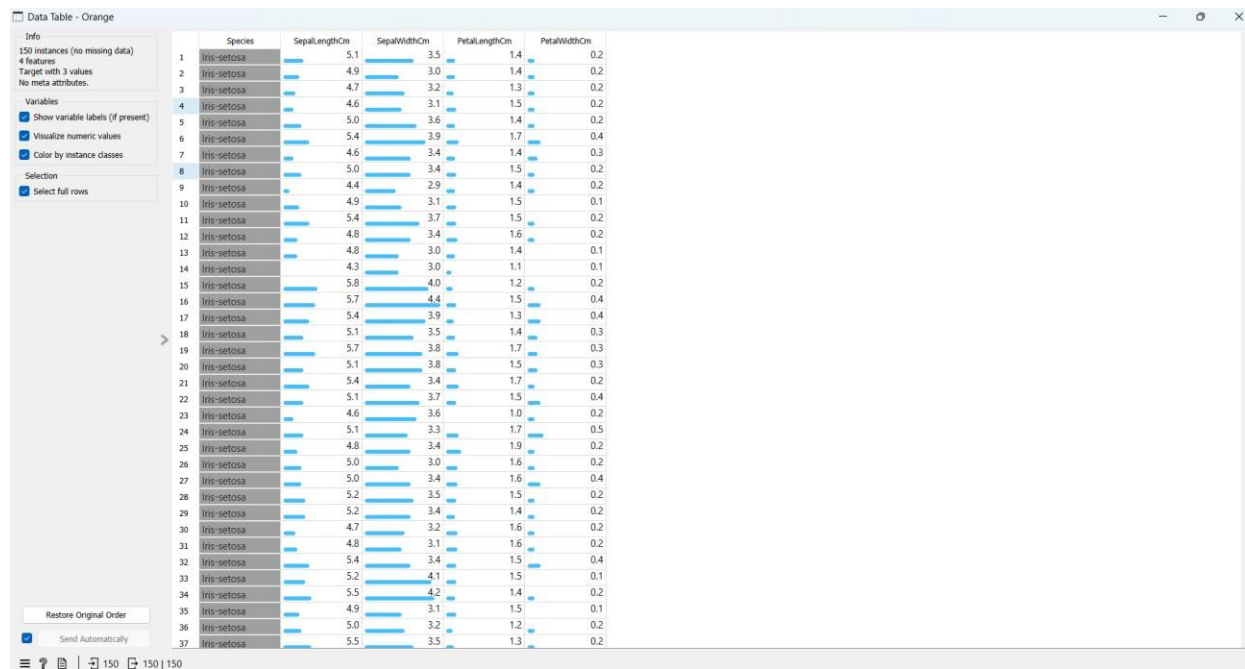 Data Table - Orange
Info
150 instances (no missing data)
4 features
Target with 3 values
No meta attributes.
Variables
Show variable labels (if present)
Visualize numeric values
Color by instance classes
Selection
Select full rows
Restore Original Order
Send Automatically
150 150 | 150
Species SepalLengthCm SepalWidthCm PetalLengthCm PetalWidthCm
1 Iris-setosa 5.1 3.5 1.4 0.2
2 Iris-setosa 4.9 3.0 1.4 0.2
3 Iris-setosa 4.7 3.2 1.3 0.2
4 Iris-setosa 4.6 3.1 1.5 0.2
5 Iris-setosa 5.0 3.6 1.4 0.2
6 Iris-setosa 5.4 3.9 1.7 0.4
7 Iris-setosa 4.6 3.4 1.4 0.3
8 Iris-setosa 5.0 3.4 1.5 0.2
9 Iris-setosa 4.4 2.9 1.4 0.2
10 Iris-setosa 4.9 3.1 1.5 0.1
11 Iris-setosa 5.4 3.7 1.5 0.2
12 Iris-setosa 4.8 3.4 1.6 0.2
13 Iris-setosa 4.8 3.0 1.4 0.1
14 Iris-setosa 4.3 3.0 1.1 0.1
15 Iris-setosa 5.8 4.0 1.2 0.2
16 Iris-setosa 5.7 4.4 1.5 0.4
17 Iris-setosa 5.4 3.9 1.3 0.4
18 Iris-setosa 5.1 3.5 1.4 0.3
19 Iris-setosa 5.7 3.8 1.7 0.3
20 Iris-setosa 5.1 3.8 1.5 0.3
21 Iris-setosa 5.4 3.4 1.7 0.2
22 Iris-setosa 5.1 3.7 1.5 0.4
23 Iris-setosa 4.6 3.6 1.0 0.2
24 Iris-setosa 5.1 3.3 1.7 0.5
25 Iris-setosa 4.8 3.4 1.9 0.2
26 Iris-setosa 5.0 3.0 1.6 0.2
27 Iris-setosa 5.0 3.4 1.6 0.4
28 Iris-setosa 5.2 3.5 1.5 0.2
29 Iris-setosa 5.2 3.4 1.4 0.2
30 Iris-setosa 4.7 3.2 1.6 0.2
31 Iris-setosa 4.8 3.1 1.6 0.2
32 Iris-setosa 5.4 3.4 1.5 0.4
33 Iris-setosa 5.2 4.1 1.5 0.1
34 Iris-setosa 5.5 4.2 1.4 0.2
35 Iris-setosa 4.9 3.1 1.5 0.1
36 Iris-setosa 5.0 3.2 1.2 0.2
37 Iris-setosa 5.5 3.5 1.3 0.2